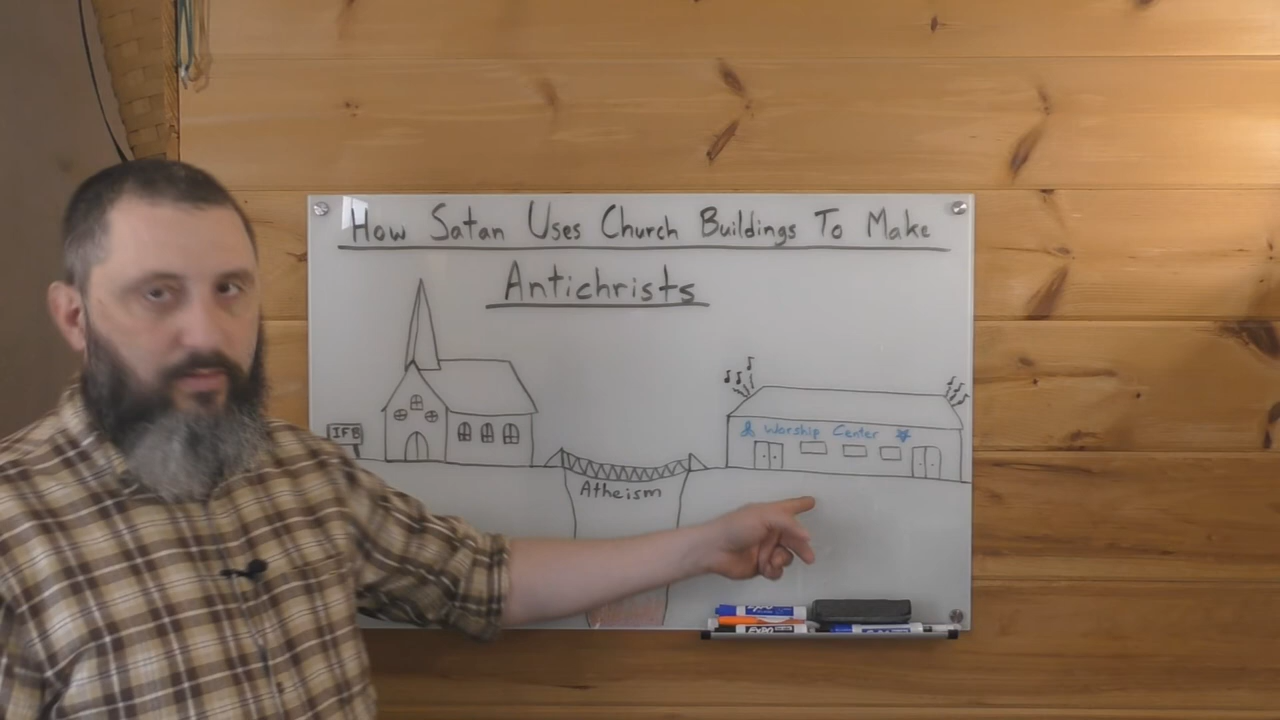 How Satan Uses Church Buildings To Make
Antichrists
IFB
Worship Center
Atheism
EXPO